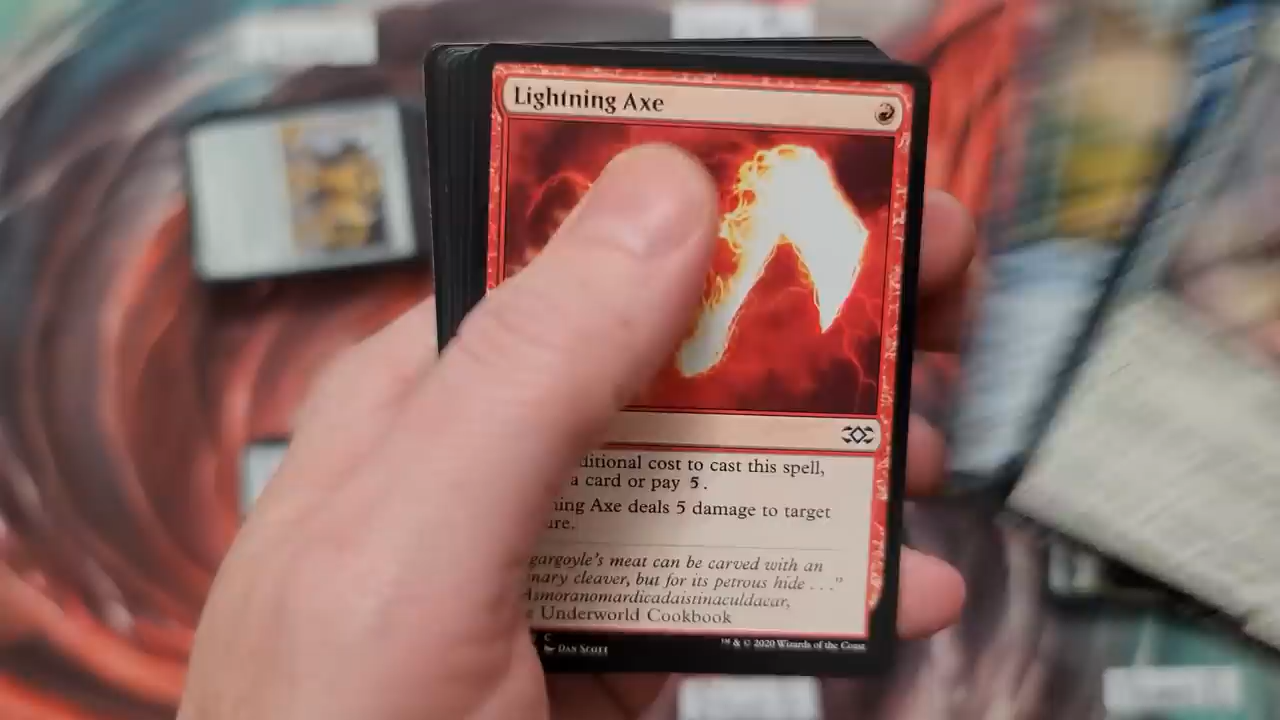 Lightning Axe
ditional cost to cast this spell,
a card or pay 5.
ning Axe deals 5 damage to target
ure.
gargoyle's meat can be carved with an
nary cleaver, but for its petrous hide . . ."
Asmoranomardicadaistinaculdacar,
e Underworld Cookbook
C
DAN SCOTT
™ & © 2020 Wizards of the Coast